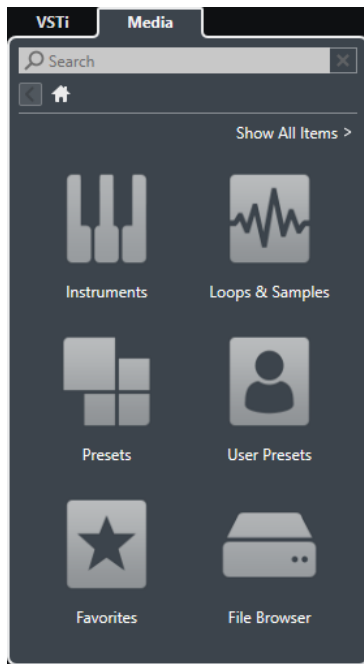 VSTi Media
Search
Show All Items >
Instruments Loops & Samples
Presets User Presets
Favorites File Browser